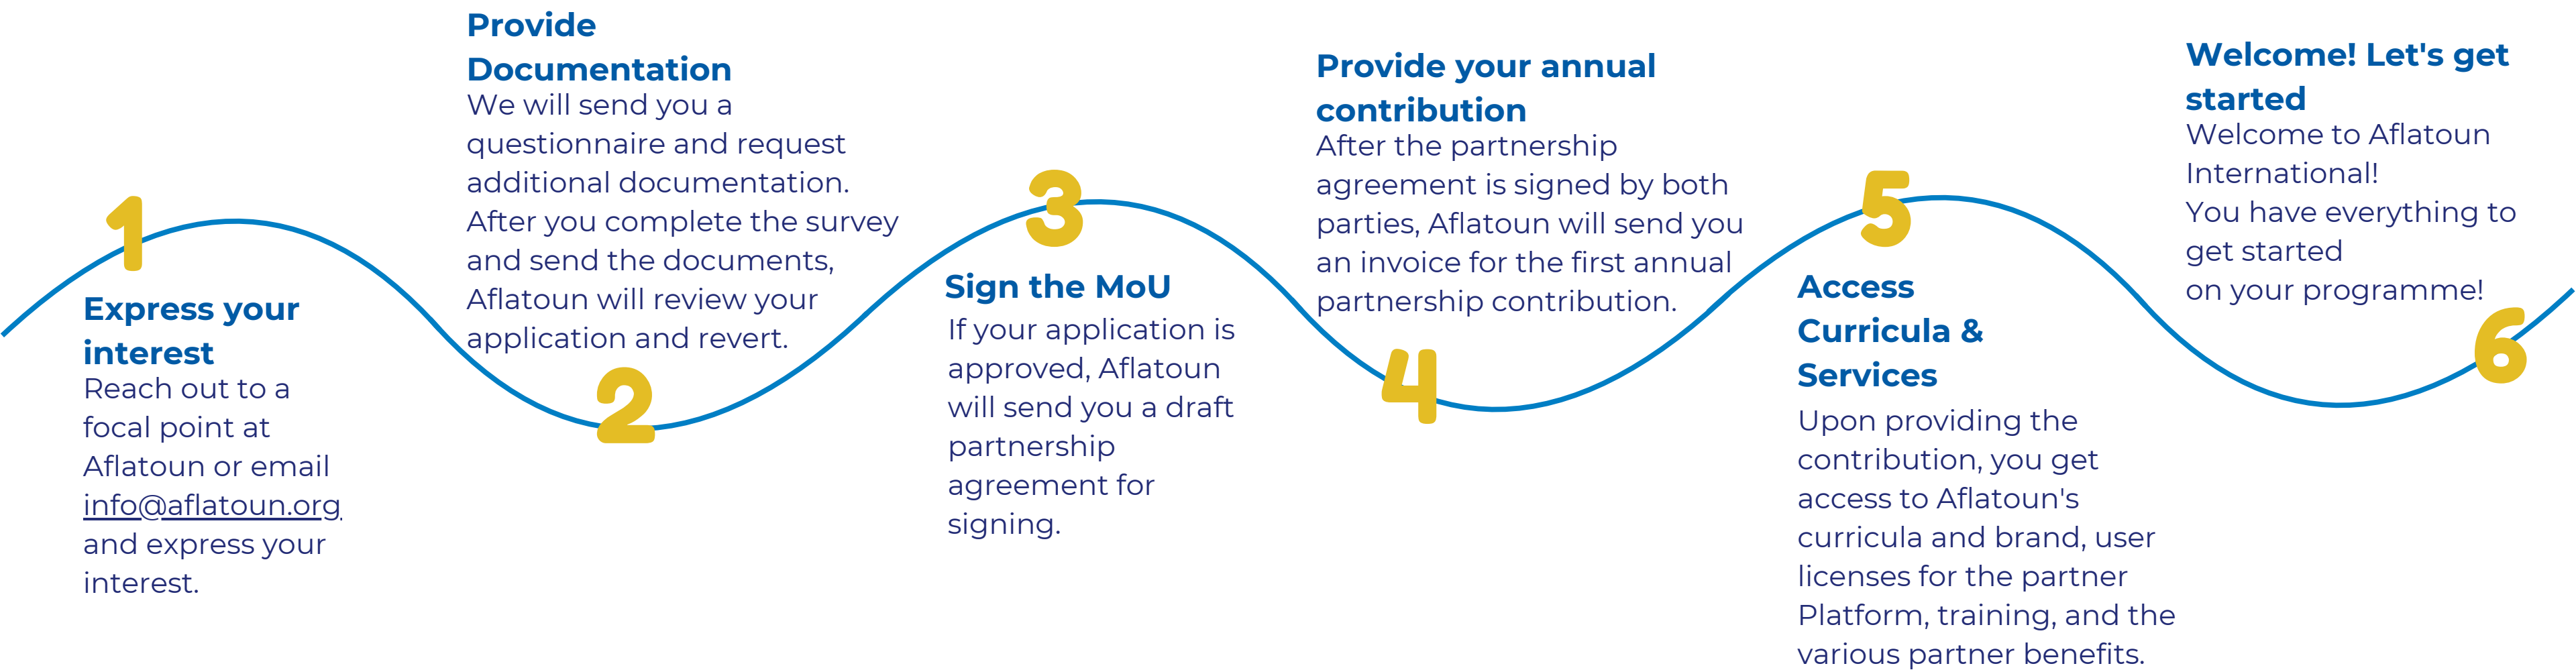 1
Express your
interest
Reach out to a
focal point at
Aflatoun or email
info@aflatoun.org
and express your
interest.
Provide
Documentation
We will send you a
questionnaire and request
additional documentation.
After you complete the survey
and send the documents,
Aflatoun will review your
application and revert.
2
3
Sign the MoU
If your application is
approved, Aflatoun
will send you a draft
partnership
agreement for
signing.
Provide your annual
contribution
After the partnership
agreement is signed by both
parties, Aflatoun will send you
an invoice for the first annual
partnership contribution.
4
5
Access
Curricula &
Services
Upon providing the
contribution, you get
access to Aflatoun's
curricula and brand, user
licenses for the partner
Platform, training, and the
various partner benefits.
Welcome! Let's get
started
Welcome to Aflatoun
International!
You have everything to
get started
on your programme!
6